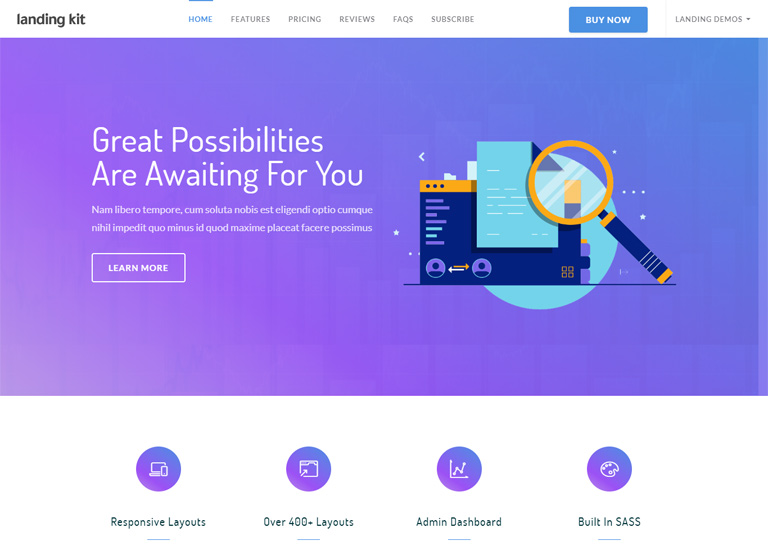 landing kit
HOME FEATURES PRICING REVIEWS FAQS SUBSCRIBE
BUY NOW
LANDING DEMOS
Great Possibilities
Are Awaiting For You
Nam libero tempore, cum soluta nobis est eligendi optio cumque
nihil impedit quo minus id quod maxime placeat facere possimus
LEARN MORE
Responsive Layouts
Over 400+ Layouts
Admin Dashboard
Built In SASS